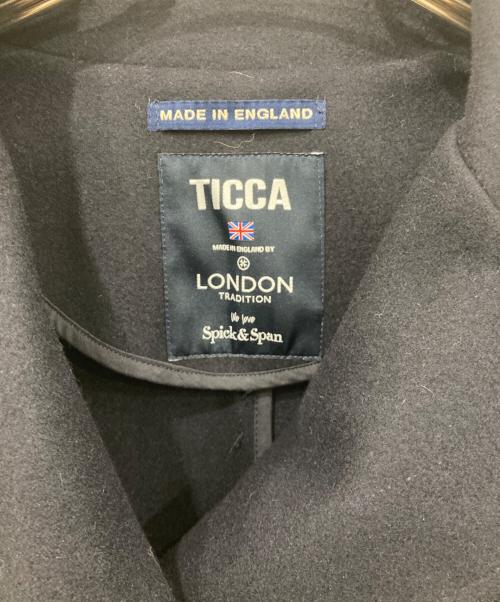 MADE IN ENGLAND
TICCA
MADE IN ENGLAND BY
LONDON
TRADITION
We love
Spick&Span